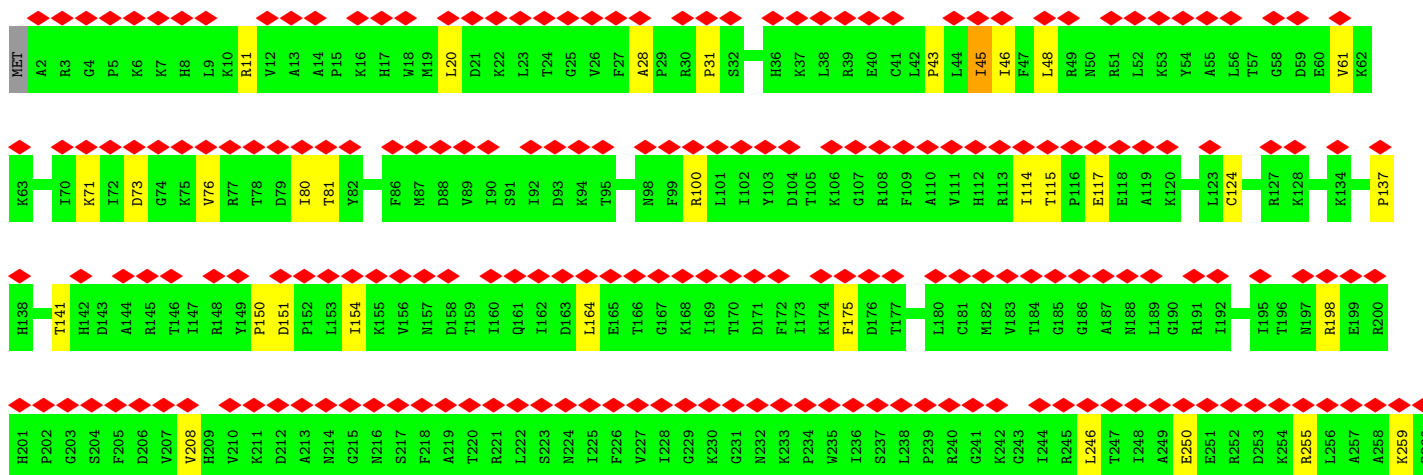 MET A2 R3 G4 P5 K6 K7 H8 L9 K10 R11 V12 A13 A14 P15 K16 H17 W18 M19 L20 D21 K22 L23 T24 G25 V26 F27 A28 P29 R30 P31 S32 H36 K37 L38 R39 E40 C41 L42 P43 L44 I45 I46 F47 L48 R49 N50 R51 L52 K53 Y54 A55 L56 T57 G58 D59 E60 V61 K62
K63 I70 K71 I72 D73 G74 K75 V76 R77 T78 D79 I80 T81 Y82 F86 M87 D88 V89 I90 S91 I92 D93 K94 T95 N98 F99 R100 L101 I102 Y103 D104 T105 K106 G107 R108 F109 A110 V111 H112 R113 I114 T115 P116 E117 E118 A119 K120 L123 C124 R127 K128 K134 P137
H138 T141 H142 D143 A144 R145 T146 I147 R148 Y149 P150 D151 P152 L153 I154 K155 V156 N157 D158 T159 I160 Q161 I162 D163 L164 E165 T166 G167 K168 I169 T170 D171 F172 I173 K174 F175 D176 T177 L180 C181 M182 V183 T184 G185 G186 A187 N188 L189 G190 R191 I192 I195 T196 N197 R198 E199 R200
H201 P202 G203 S204 F205 D206 V207 V208 H209 V210 K211 D212 A213 N214 G215 N216 S217 F218 A219 T220 R221 L222 S223 N224 I225 F226 V227 I228 G229 K230 G231 N232 K233 P234 W235 I236 S237 L238 P239 R240 G241 K242 G243 I244 R245 L246 T247 I248 A249 E250 E251 R252 D253 K254 R255 L256 A257 A258 K259